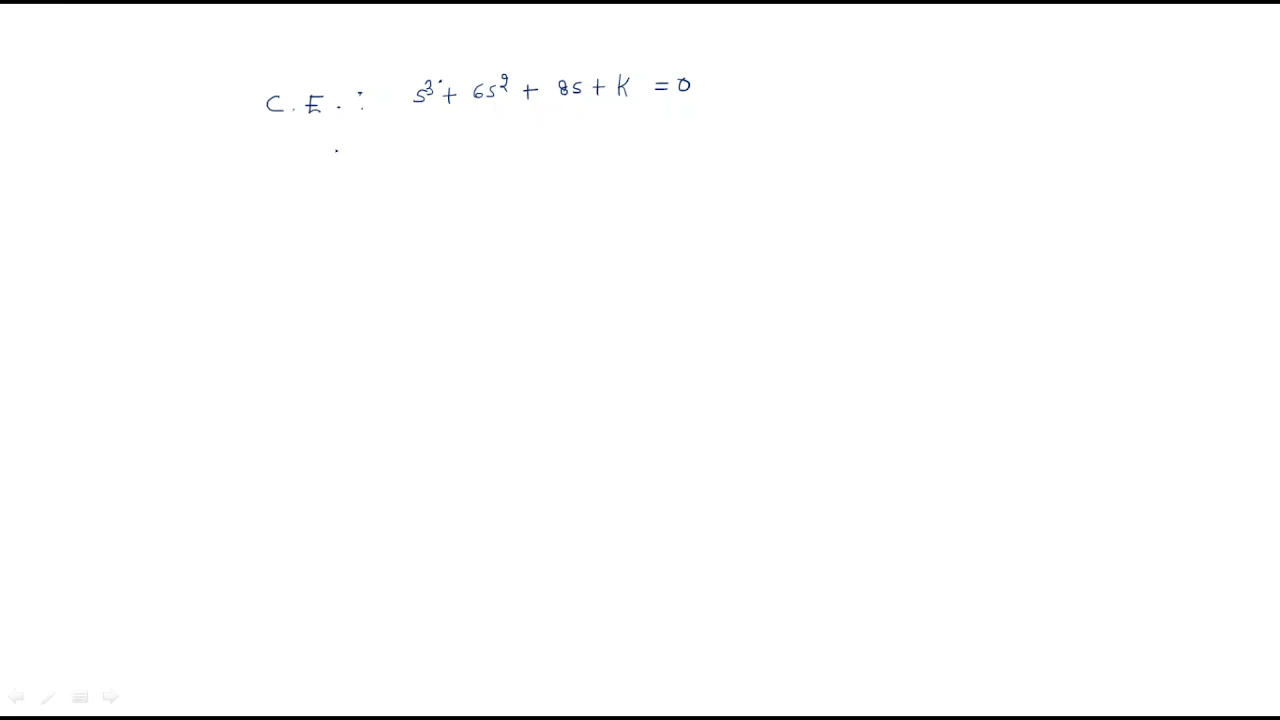 C.E. : s³ + 6s² + 8s + K = 0